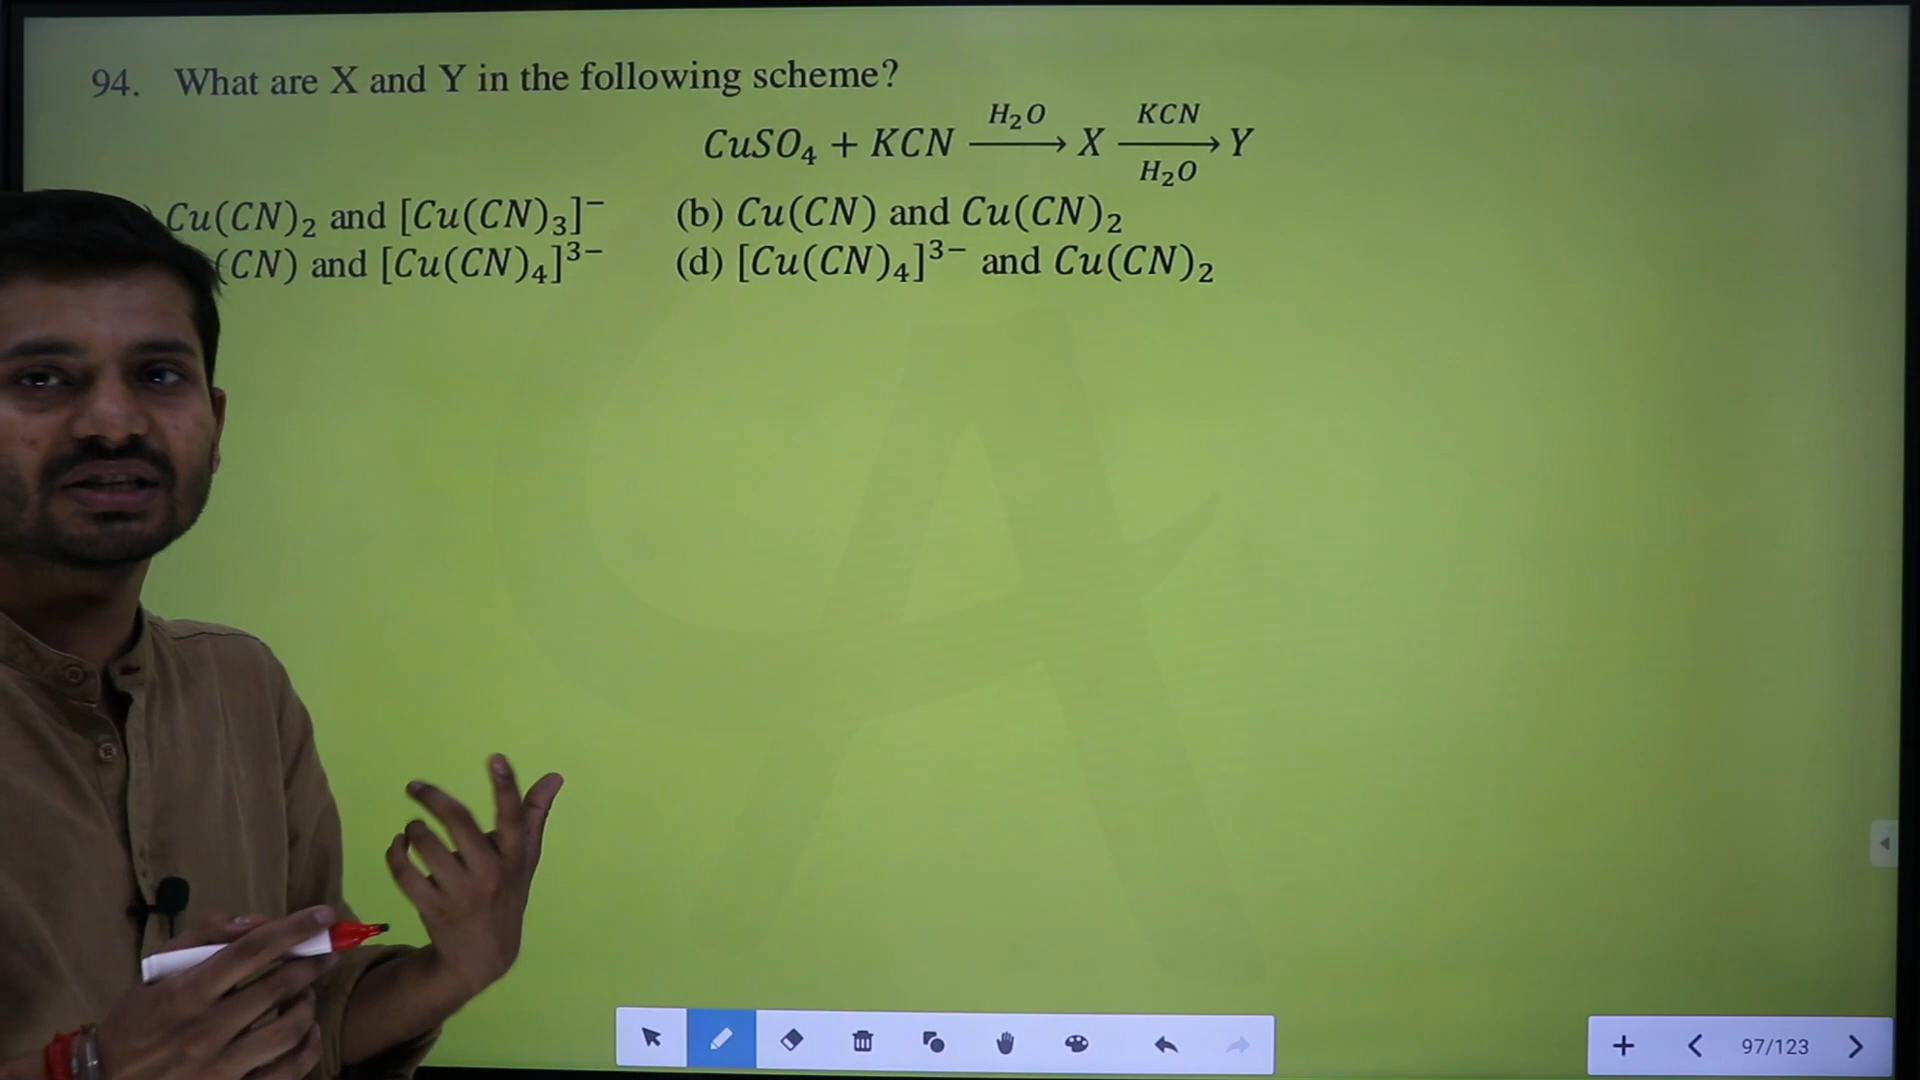 94. What are X and Y in the following scheme?
CuSO₄ + KCN —H₂O→ X —KCN/H₂O→ Y
) Cu(CN)₂ and [Cu(CN)₃]⁻ (b) Cu(CN) and Cu(CN)₂
(CN) and [Cu(CN)₄]³⁻ (d) [Cu(CN)₄]³⁻ and Cu(CN)₂
97/123